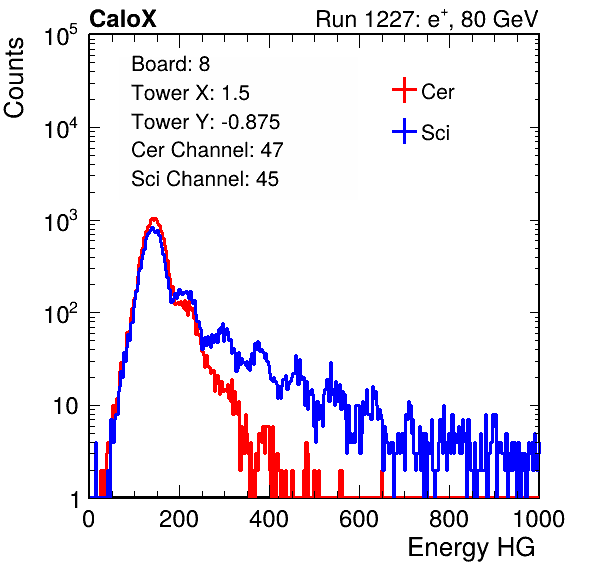 CaloX Run 1227: e⁺, 80 GeV
Counts
Board: 8
Tower X: 1.5
Tower Y: -0.875
Cer Channel: 47
Sci Channel: 45
Cer
Sci
10⁵
10⁴
10³
10²
10
1
0 200 400 600 800 1000
Energy HG